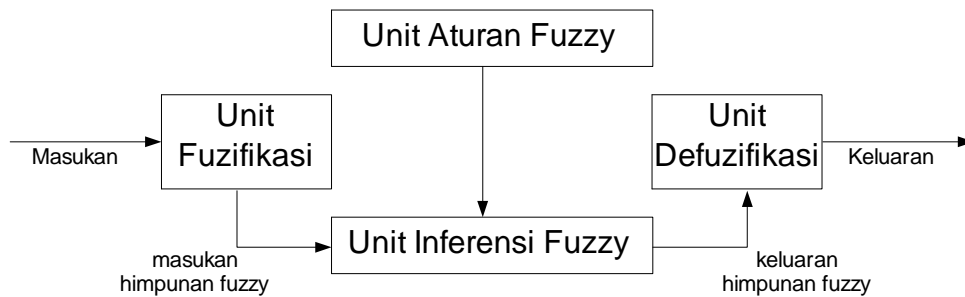 Unit Aturan Fuzzy
Unit
Fuzifikasi
Unit
Defuzifikasi
Masukan
Keluaran
Unit Inferensi Fuzzy
masukan
himpunan fuzzy
keluaran
himpunan fuzzy